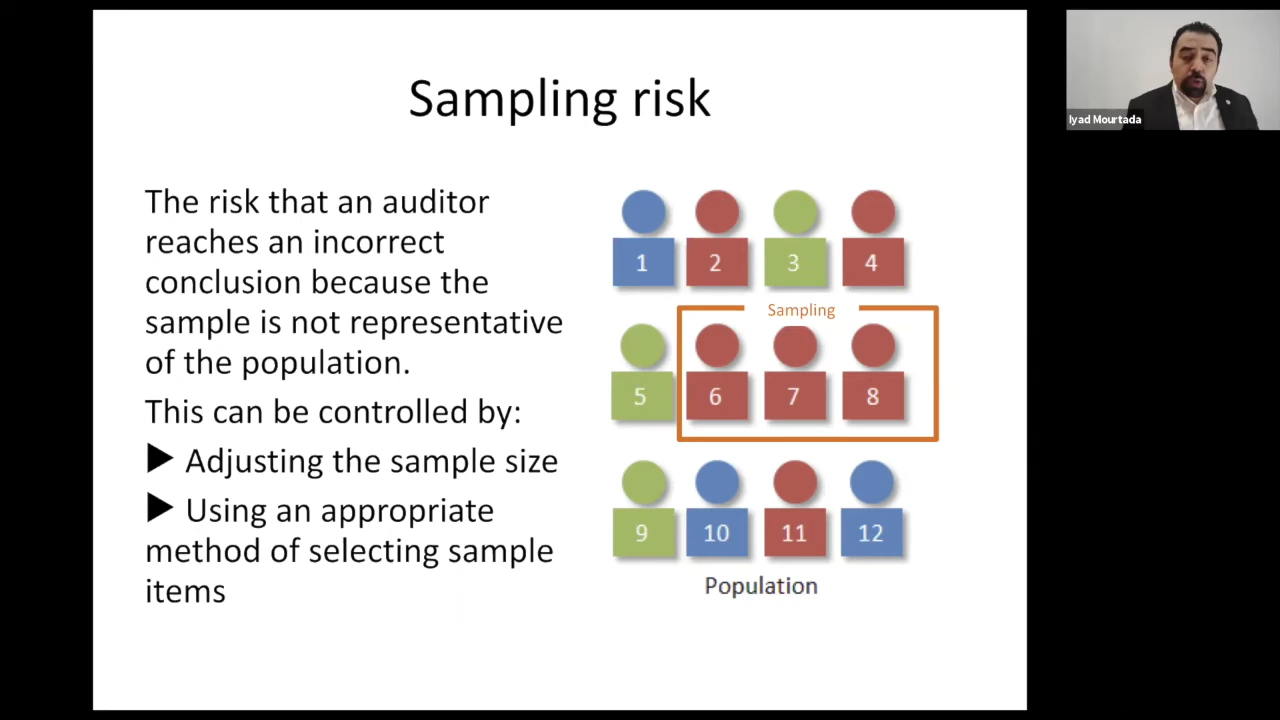 Sampling risk
Iyad Mourtada
The risk that an auditor
reaches an incorrect
conclusion because the
sample is not representative
of the population.
This can be controlled by:
▶ Adjusting the sample size
▶ Using an appropriate
method of selecting sample
items
1 2 3 4
Sampling
5 6 7 8
9 10 11 12
Population